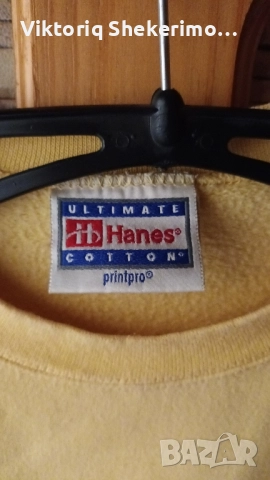 Viktoriq Shekerimo...
ULTIMATE
Hanes®
COTTON®
printpro®
BAZAR